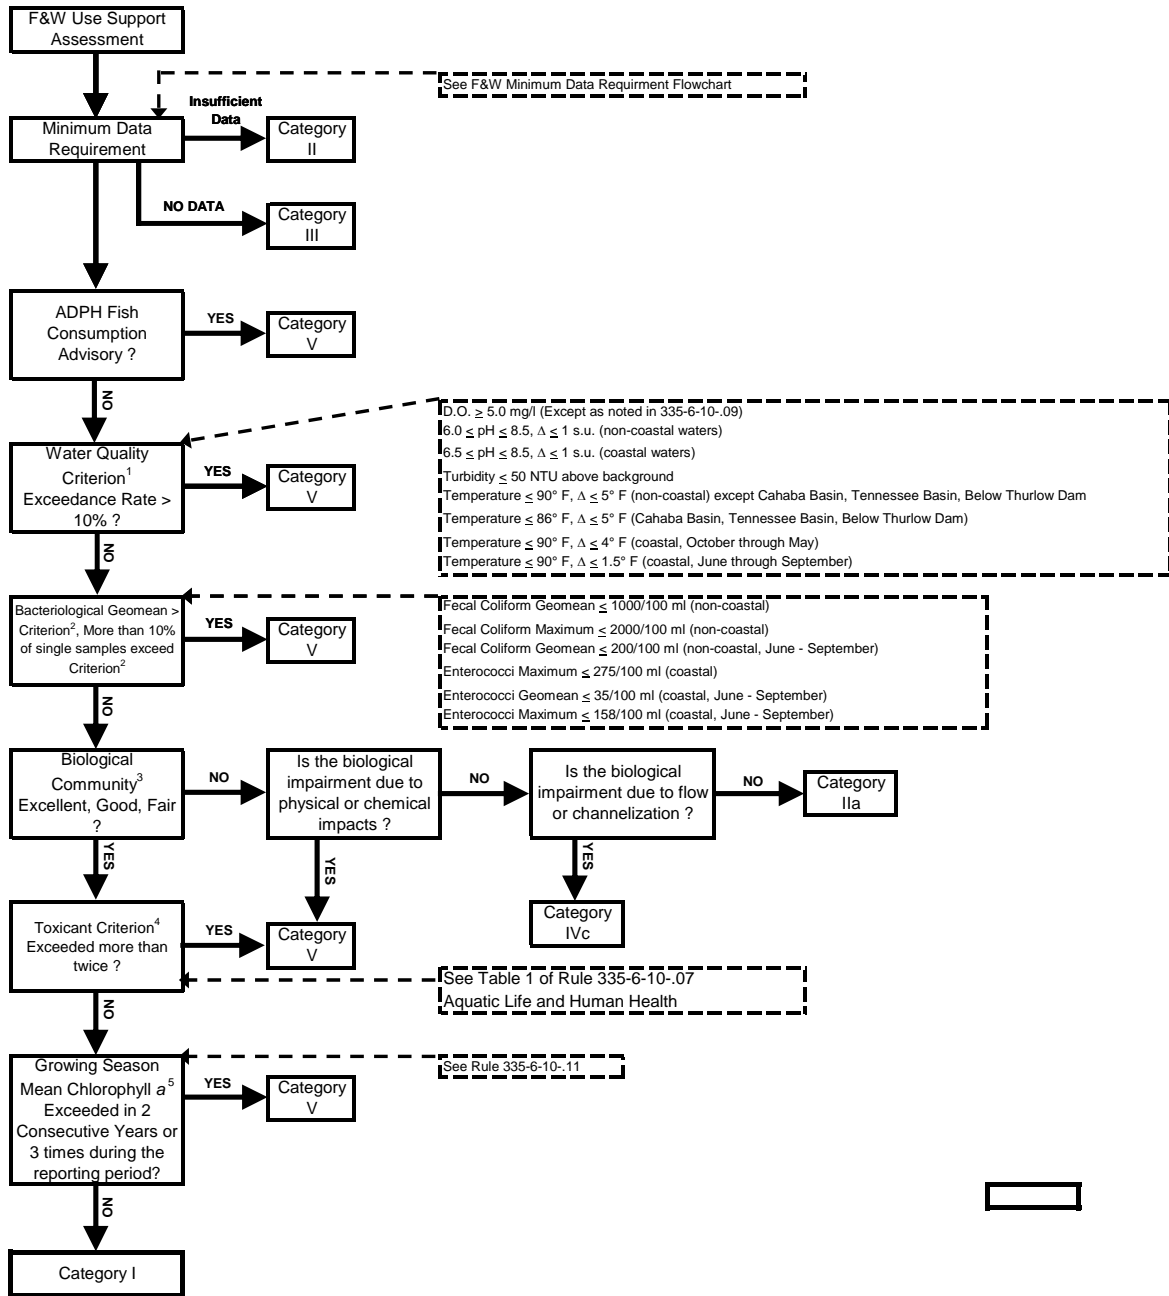 F&W Use Support
Assessment
See F&W Minimum Data Requirment Flowchart
Insufficient
Data
Minimum Data
Requirement
Category
II
NO DATA
Category
III
ADPH Fish
Consumption
Advisory ?
YES
Category
V
NO
D.O. ≥ 5.0 mg/l (Except as noted in 335-6-10-.09)
6.0 ≤ pH ≤ 8.5, Δ ≤ 1 s.u. (non-coastal waters)
6.5 ≤ pH ≤ 8.5, Δ ≤ 1 s.u. (coastal waters)
Turbidity ≤ 50 NTU above background
Temperature ≤ 90° F, Δ ≤ 5° F (non-coastal) except Cahaba Basin, Tennessee Basin, Below Thurlow Dam
Temperature ≤ 86° F, Δ ≤ 5° F (Cahaba Basin, Tennessee Basin, Below Thurlow Dam)
Temperature ≤ 90° F, Δ ≤ 4° F (coastal, October through May)
Temperature ≤ 90° F, Δ ≤ 1.5° F (coastal, June through September)
Water Quality
Criterion¹
Exceedance Rate >
10% ?
YES
Category
V
NO
Bacteriological Geomean >
Criterion², More than 10%
of single samples exceed
Criterion²
YES
Category
V
Fecal Coliform Geomean ≤ 1000/100 ml (non-coastal)
Fecal Coliform Maximum ≤ 2000/100 ml (non-coastal)
Fecal Coliform Geomean ≤ 200/100 ml (non-coastal, June - September)
Enterococci Maximum ≤ 275/100 ml (coastal)
Enterococci Geomean ≤ 35/100 ml (coastal, June - September)
Enterococci Maximum ≤ 158/100 ml (coastal, June - September)
NO
Biological
Community³
Excellent, Good, Fair
?
NO
Is the biological
impairment due to
physical or chemical
impacts ?
NO
Is the biological
impairment due to flow
or channelization ?
NO
Category
IIa
YES
YES
YES
Toxicant Criterion⁴
Exceeded more than
twice ?
YES
Category
V
Category
IVc
See Table 1 of Rule 335-6-10-.07
Aquatic Life and Human Health
NO
Growing Season
Mean Chlorophyll a⁵
Exceeded in 2
Consecutive Years or
3 times during the
reporting period?
YES
Category
V
See Rule 335-6-10-.11
NO
Category I